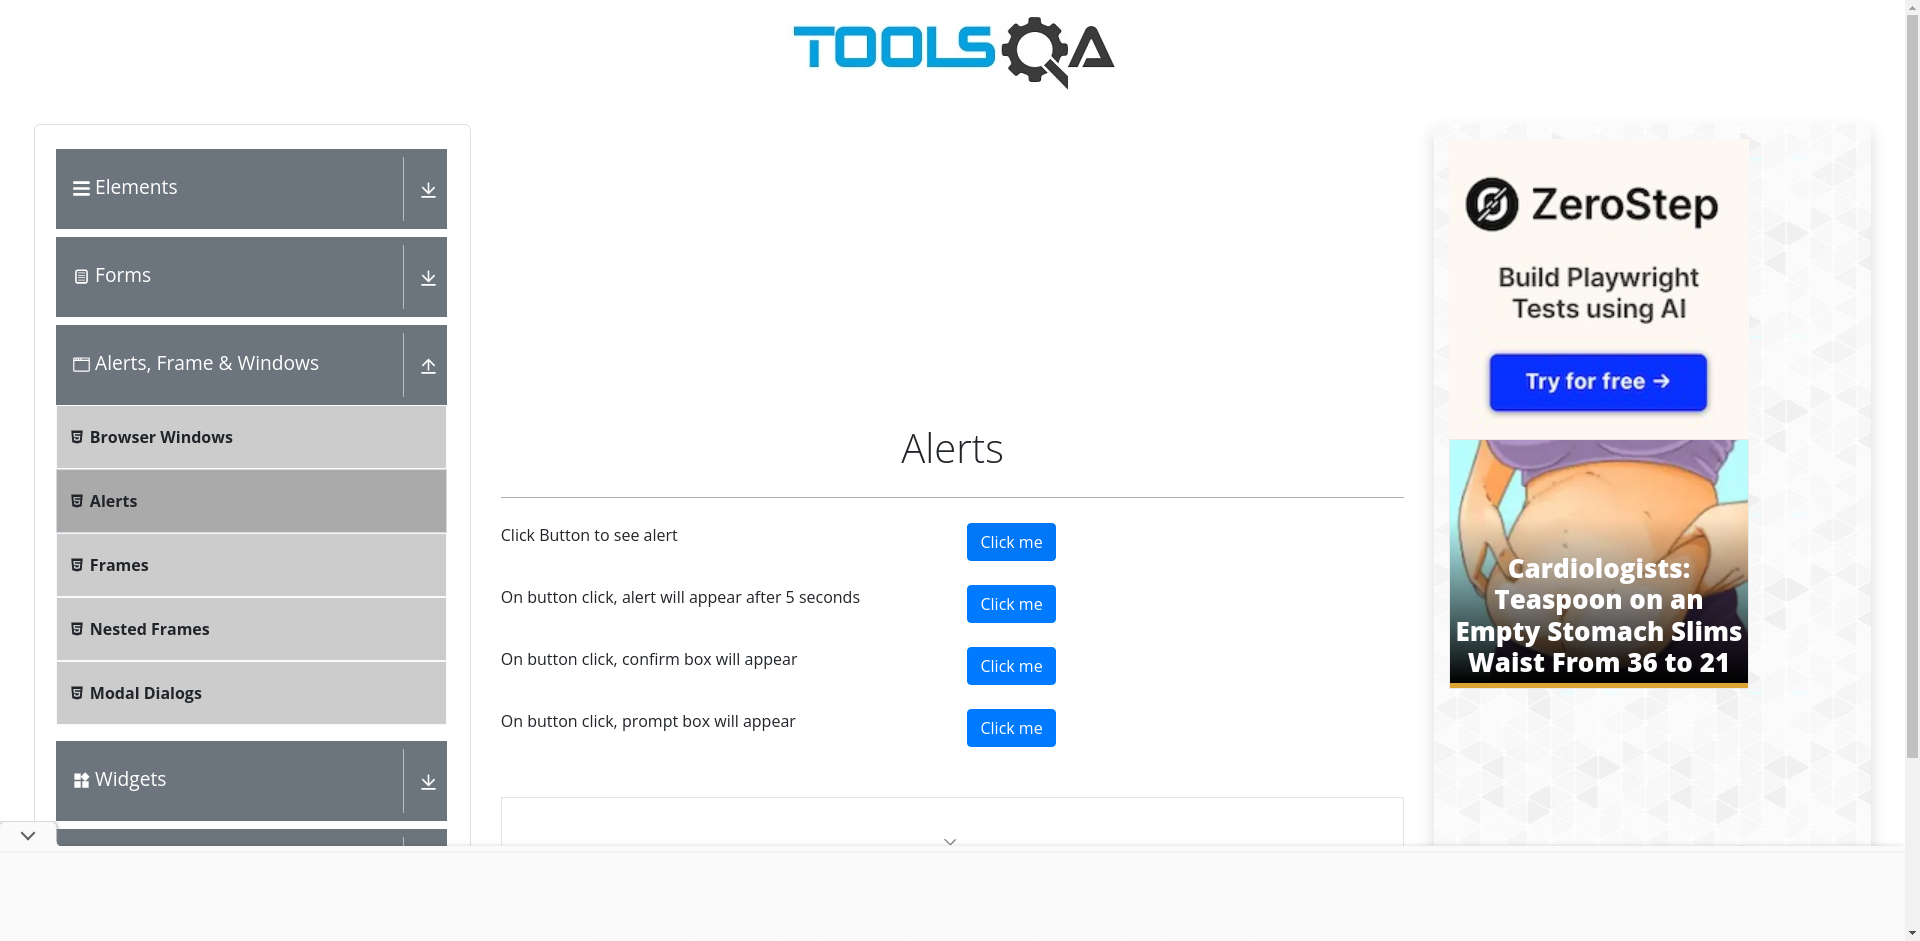 TOOLSQA
Elements
Forms
Alerts, Frame & Windows
Browser Windows
Alerts
Frames
Nested Frames
Modal Dialogs
Widgets
Alerts
Click Button to see alert
Click me
On button click, alert will appear after 5 seconds
Click me
On button click, confirm box will appear
Click me
On button click, prompt box will appear
Click me
ZeroStep
Build Playwright
Tests using AI
Try for free →
Cardiologists:
Teaspoon on an
Empty Stomach Slims
Waist From 36 to 21